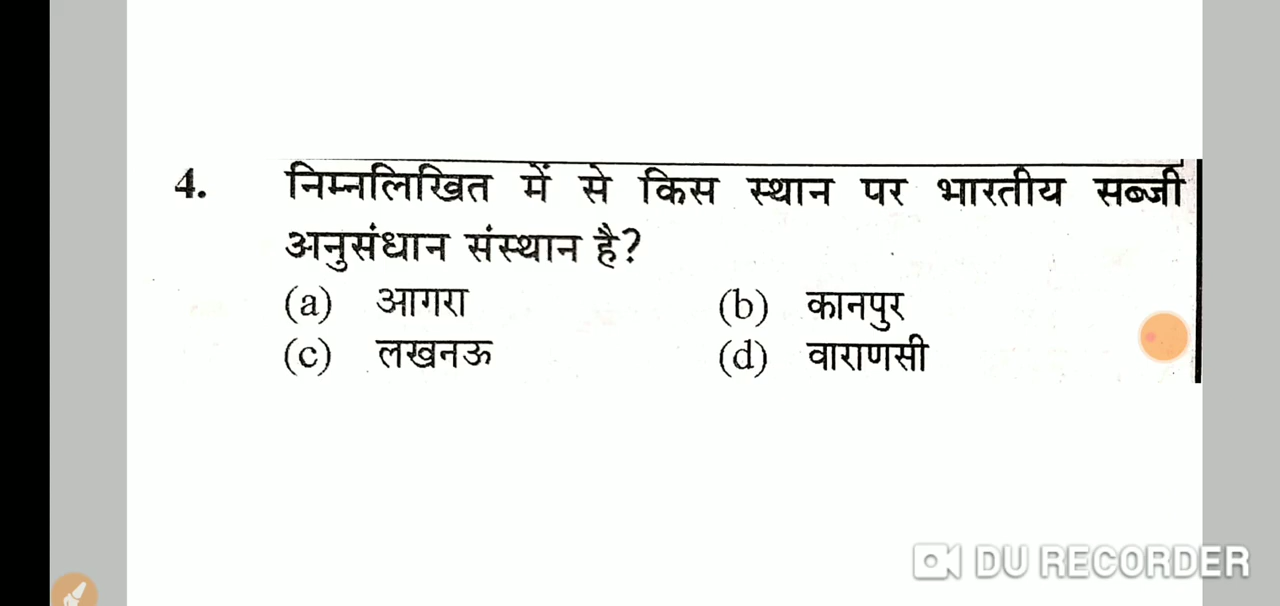 4. निम्नलिखित में से किस स्थान पर भारतीय सब्जी
अनुसंधान संस्थान है?
(a) आगरा (b) कानपुर
(c) लखनऊ (d) वाराणसी
DU RECORDER